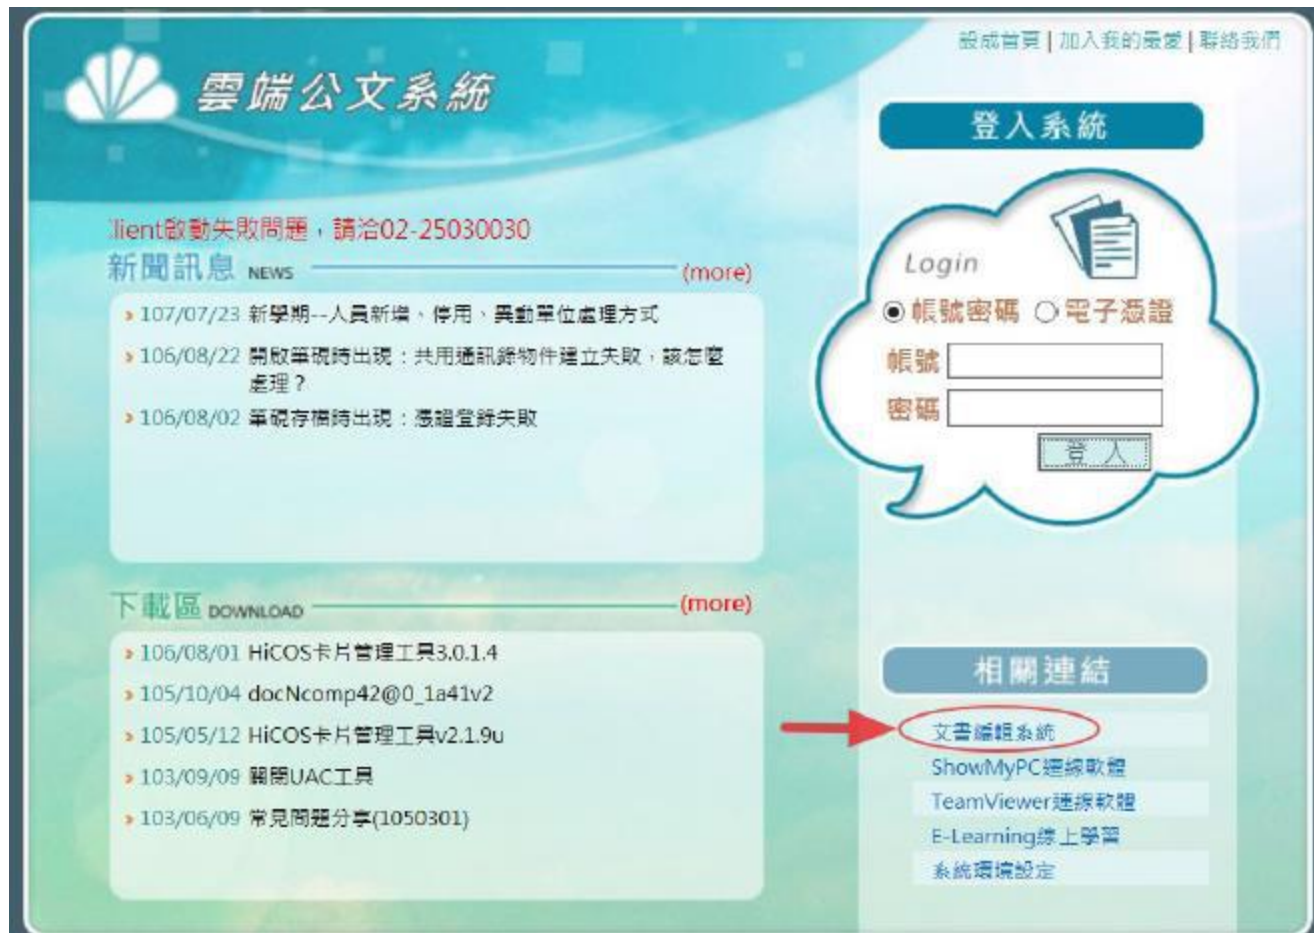 設成首頁 | 加入我的最愛 | 聯絡我們
雲端公文系統
登入系統
lient啟動失敗問題，請洽02-25030030
新聞訊息 NEWS (more)
107/07/23 新學期--人員新增、停用、異動單位處理方式
106/08/22 開啟筆硯時出現：共用通訊錄物件建立失敗，該怎麼
處理？
106/08/02 筆硯存檔時出現：憑證登錄失敗
Login
帳號密碼 電子憑證
帳號
密碼
登 入
下載區 DOWNLOAD (more)
106/08/01 HiCOS卡片管理工具3.0.1.4
105/10/04 docNcomp42@0_1a41v2
105/05/12 HiCOS卡片管理工具v2.1.9u
103/09/09 關閉UAC工具
103/06/09 常見問題分享(1050301)
相關連結
文書編輯系統
ShowMyPC連線軟體
TeamViewer連線軟體
E-Learning線上學習
系統環境設定